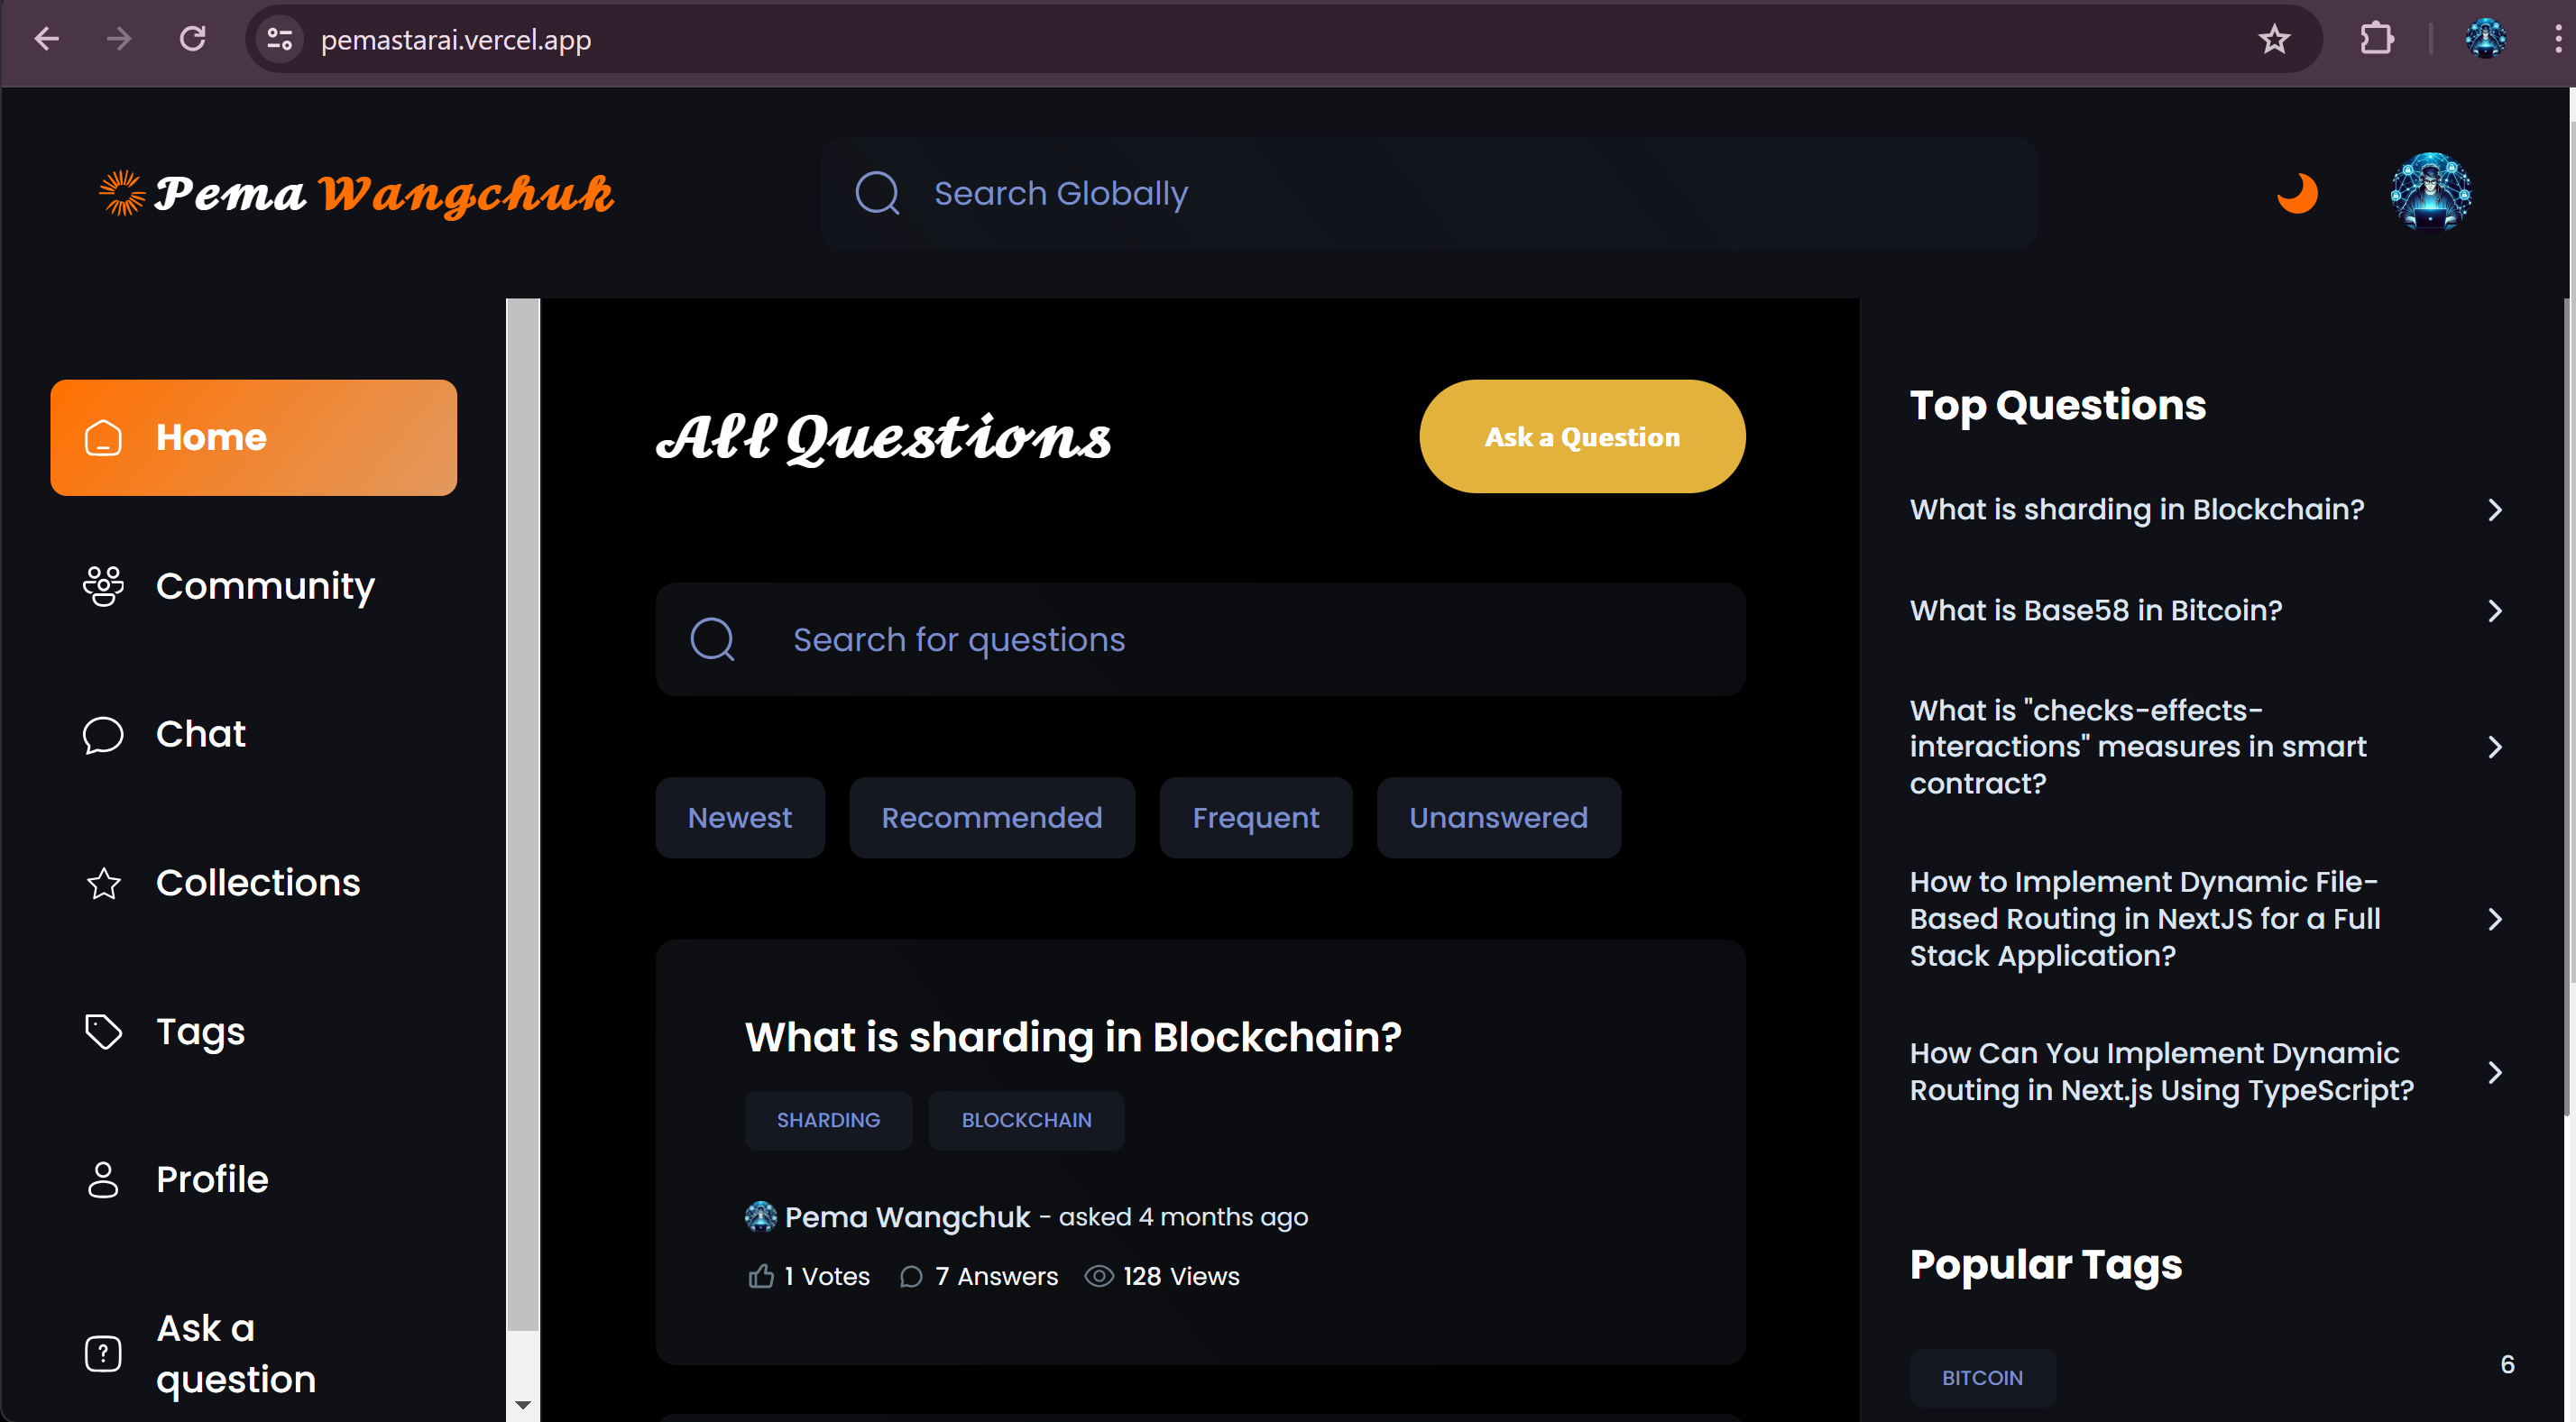 pemastarai.vercel.app
Pema Wangchuk
Search Globally
Home
Community
Chat
Collections
Tags
Profile
Ask a
question
All Questions
Ask a Question
Search for questions
Newest
Recommended
Frequent
Unanswered
What is sharding in Blockchain?
SHARDING
BLOCKCHAIN
Pema Wangchuk - asked 4 months ago
1 Votes
7 Answers
128 Views
Top Questions
What is sharding in Blockchain?
What is Base58 in Bitcoin?
What is "checks-effects-
interactions" measures in smart
contract?
How to Implement Dynamic File-
Based Routing in NextJS for a Full
Stack Application?
How Can You Implement Dynamic
Routing in Next.js Using TypeScript?
Popular Tags
BITCOIN
6